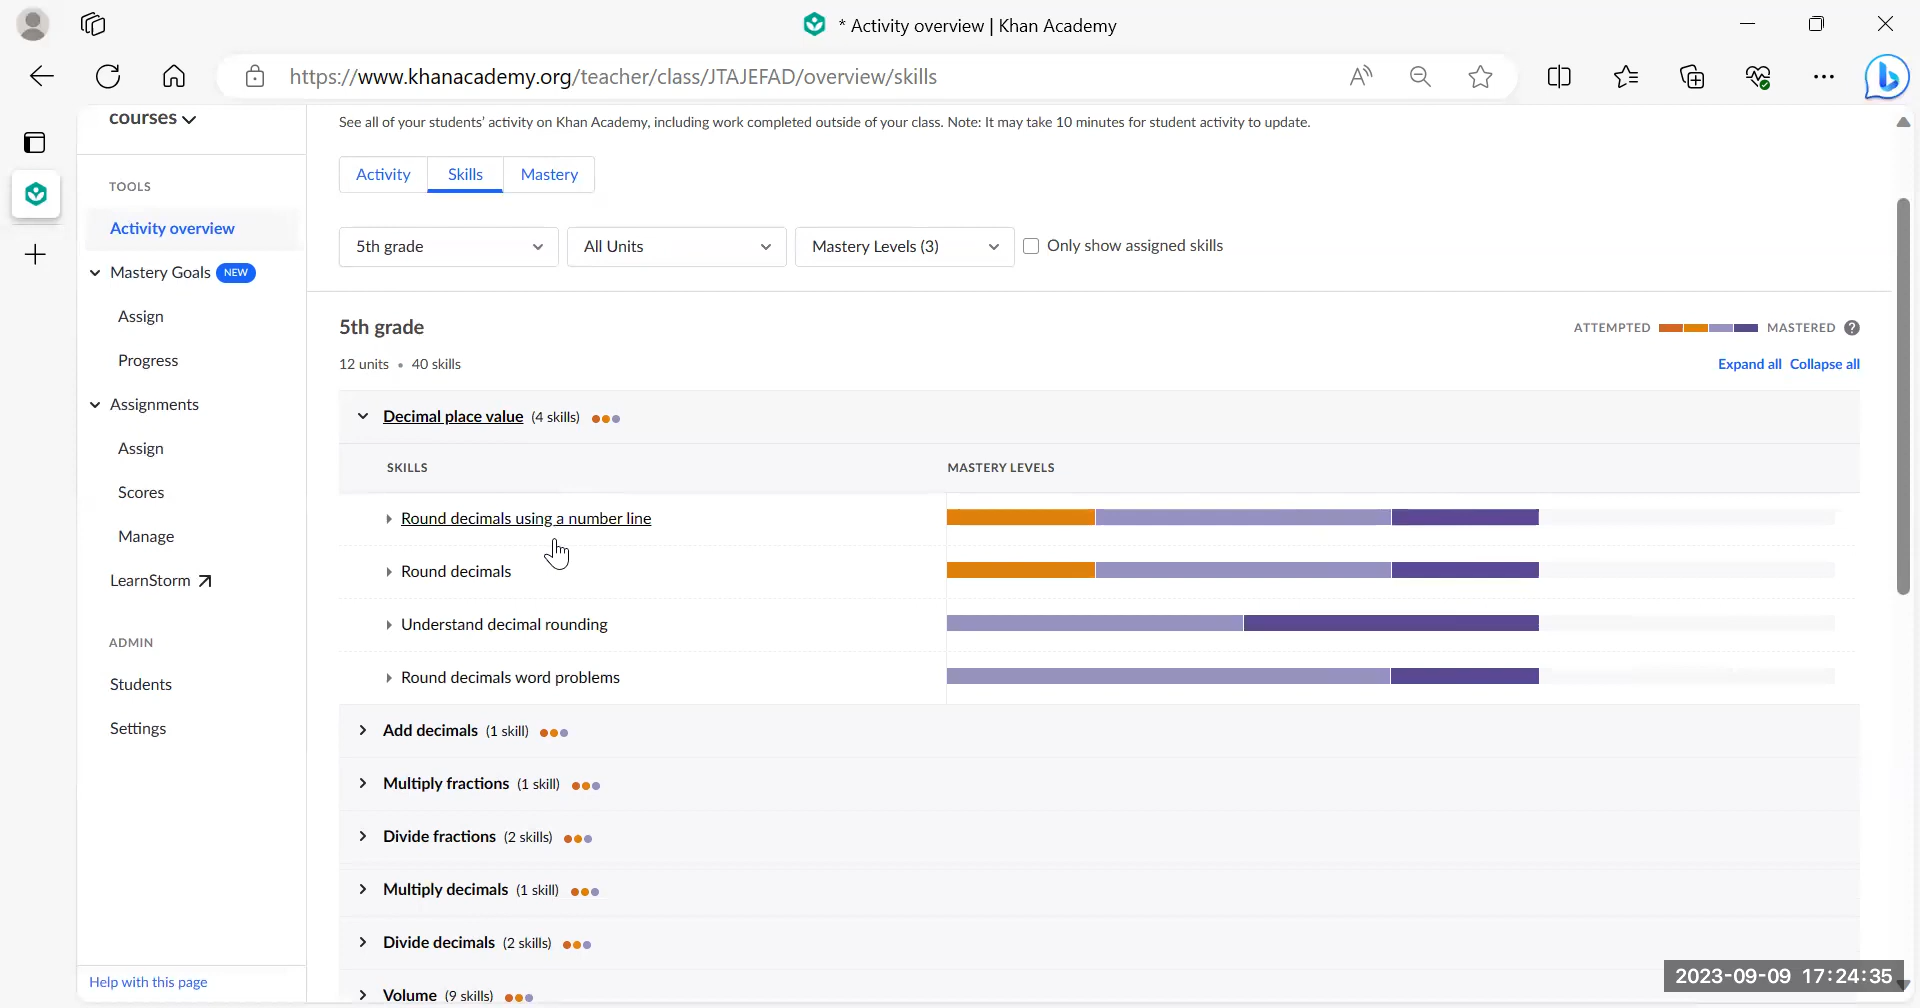 * Activity overview | Khan Academy
https://www.khanacademy.org/teacher/class/JTAJEFAD/overview/skills
courses
TOOLS
Activity overview
Mastery Goals NEW
Assign
Progress
Assignments
Assign
Scores
Manage
LearnStorm
ADMIN
Students
Settings
Help with this page
See all of your students' activity on Khan Academy, including work completed outside of your class. Note: It may take 10 minutes for student activity to update.
Activity Skills Mastery
5th grade All Units Mastery Levels (3) Only show assigned skills
5th grade
ATTEMPTED MASTERED ?
12 units • 40 skills
Expand all Collapse all
Decimal place value (4 skills)
SKILLS MASTERY LEVELS
Round decimals using a number line
Round decimals
Understand decimal rounding
Round decimals word problems
Add decimals (1 skill)
Multiply fractions (1 skill)
Divide fractions (2 skills)
Multiply decimals (1 skill)
Divide decimals (2 skills)
Volume (9 skills)
2023-09-09 17:24:35